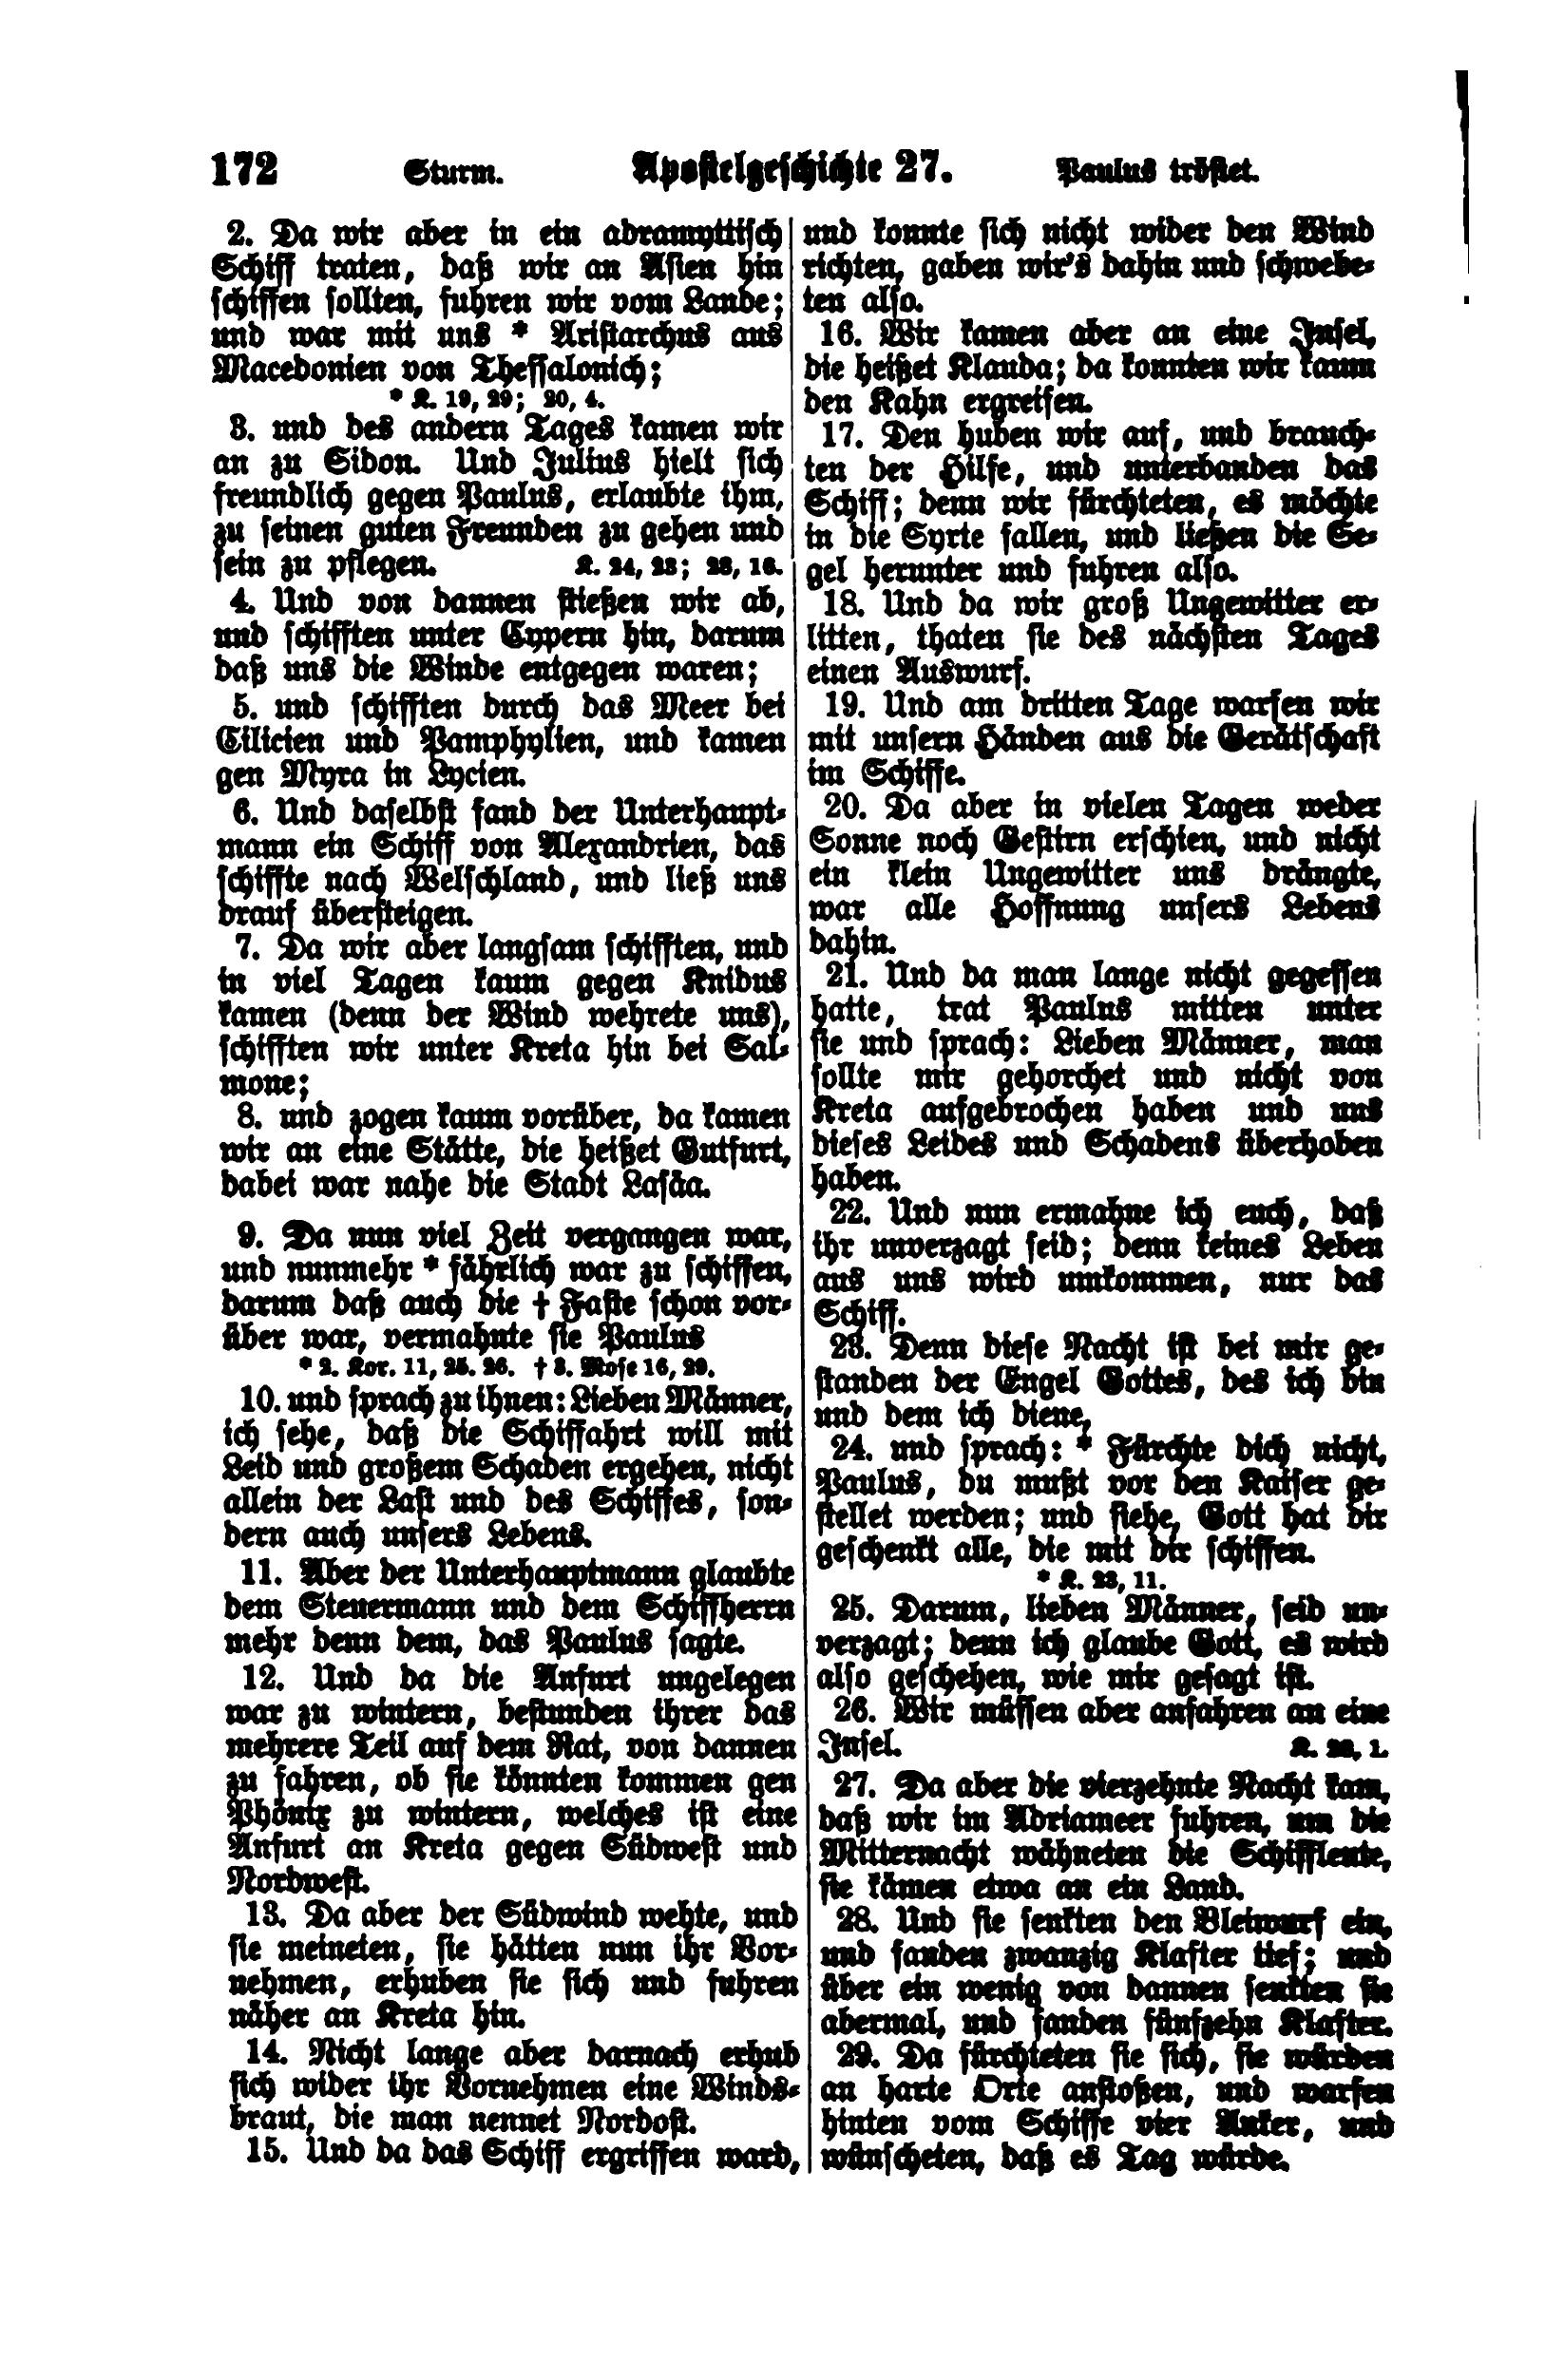 172 Sturm. Apostelgeschichte 27. Paulus tröstet.
2. Da wir aber in ein adramyttisch
Schiff traten, daß wir an Asien hin
schiffen sollten, fuhren wir vom Lande;
und war mit uns * Aristarchus aus
Macedonien von Thessalonich;
* K. 19, 29; 20, 4.
3. und des andern Tages kamen wir
an zu Sidon. Und Julius hielt sich
freundlich gegen Paulus, erlaubte ihm,
zu seinen guten Freunden zu gehen und
sein zu pflegen. K. 24, 23; 28, 16.
4. Und von dannen stießen wir ab,
und schifften unter Cypern hin, darum
daß uns die Winde entgegen waren;
5. und schifften durch das Meer bei
Cilicien und Pamphylien, und kamen
gen Myra in Lycien.
6. Und daselbst fand der Unterhaupt-
mann ein Schiff von Alexandrien, das
schiffte nach Welschland, und ließ uns
drauf übersteigen.
7. Da wir aber langsam schifften, und
in viel Tagen kaum gegen Knidus
kamen (denn der Wind wehrete uns),
schifften wir unter Kreta hin bei Sal-
mone;
8. und zogen kaum vorüber, da kamen
wir an eine Stätte, die heißet Gutfurt,
dabei war nahe die Stadt Lasäa.
9. Da nun viel Zeit vergangen war,
und nunmehr * fährlich war zu schiffen,
darum daß auch die † Faste schon vor-
über war, vermahnte sie Paulus
* 2. Kor. 11, 25. 26. † 3. Mose 16, 29.
10. und sprach zu ihnen: Lieben Männer,
ich sehe, daß die Schiffahrt will mit
Leid und großem Schaden ergehen, nicht
allein der Last und des Schiffes, son-
dern auch unsers Lebens.
11. Aber der Unterhauptmann glaubte
dem Steuermann und dem Schiffherrn
mehr denn dem, das Paulus sagte.
12. Und da die Anfurt ungelegen
war zu wintern, bestunden ihrer das
mehrere Teil auf dem Rat, von dannen
zu fahren, ob sie könnten kommen gen
Phönix zu wintern, welches ist eine
Anfurt an Kreta gegen Südwest und
Nordwest.
13. Da aber der Südwind wehte, und
sie meineten, sie hätten nun ihr Vor-
nehmen, erhuben sie sich und fuhren
näher an Kreta hin.
14. Nicht lange aber darnach erhub
sich wider ihr Vornehmen eine Winds-
braut, die man nennet Nordost.
15. Und da das Schiff ergriffen ward,
und konnte sich nicht wider den Wind
richten, gaben wir's dahin und schwebe-
ten also.
16. Wir kamen aber an eine Insel,
die heißet Klauda; da konnten wir kaum
den Kahn ergreifen.
17. Den huben wir auf, und brauch-
ten der Hilfe, und unterbanden das
Schiff; denn wir fürchteten, es möchte
in die Syrte fallen, und ließen die Se-
gel herunter und fuhren also.
18. Und da wir groß Ungewitter er-
litten, thaten sie des nächsten Tages
einen Auswurf.
19. Und am dritten Tage warfen wir
mit unsern Händen aus die Gerätschaft
im Schiffe.
20. Da aber in vielen Tagen weder
Sonne noch Gestirn erschien, und nicht
ein klein Ungewitter uns drängte,
war alle Hoffnung unsers Lebens
dahin.
21. Und da man lange nicht gegessen
hatte, trat Paulus mitten unter
sie und sprach: Lieben Männer, man
sollte mir gehorchet und nicht von
Kreta aufgebrochen haben und uns
dieses Leides und Schadens überhoben
haben.
22. Und nun ermahne ich euch, daß
ihr unverzagt seid; denn keines Leben
aus uns wird umkommen, nur das
Schiff.
23. Denn diese Nacht ist bei mir ge-
standen der Engel Gottes, des ich bin
und dem ich diene,
24. und sprach: * Fürchte dich nicht,
Paulus, du mußt vor den Kaiser ge-
stellet werden; und siehe, Gott hat dir
geschenkt alle, die mit dir schiffen.
* K. 23, 11.
25. Darum, lieben Männer, seid un-
verzagt; denn ich glaube Gott, es wird
also geschehen, wie mir gesagt ist.
26. Wir müssen aber anfahren an eine
Insel. K. 28, 1.
27. Da aber die vierzehnte Nacht kam,
daß wir im Adriameer fuhren, um die
Mitternacht wähneten die Schiffleute,
sie kämen etwa an ein Land.
28. Und sie senkten den Bleiwurf ein,
und fanden zwanzig Klafter tief; und
über ein wenig von dannen senkten sie
abermal, und fanden fünfzehn Klafter.
29. Da fürchteten sie sich, sie würden
an harte Orte anstoßen, und warfen
hinten vom Schiffe vier Anker, und
wünscheten, daß es Tag würde.